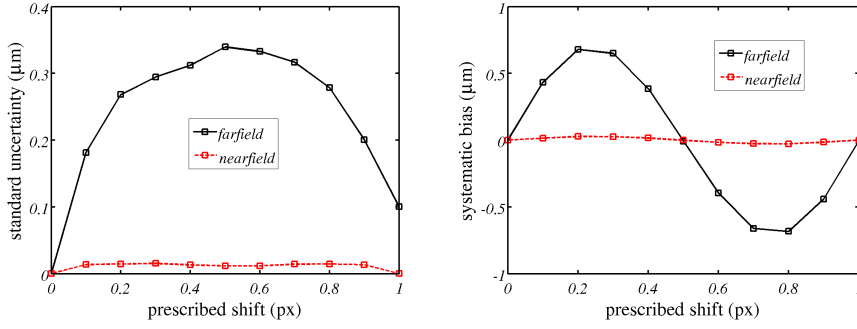 standard uncertainty (μm)
0.4
0.3
0.2
0.1
0
farfield
nearfield
0
0.2
0.4
0.6
0.8
1
prescribed shift (px)
systematic bias (μm)
1
0.5
0
-0.5
-1
farfield
nearfield
0
0.2
0.4
0.6
0.8
prescribed shift (px)